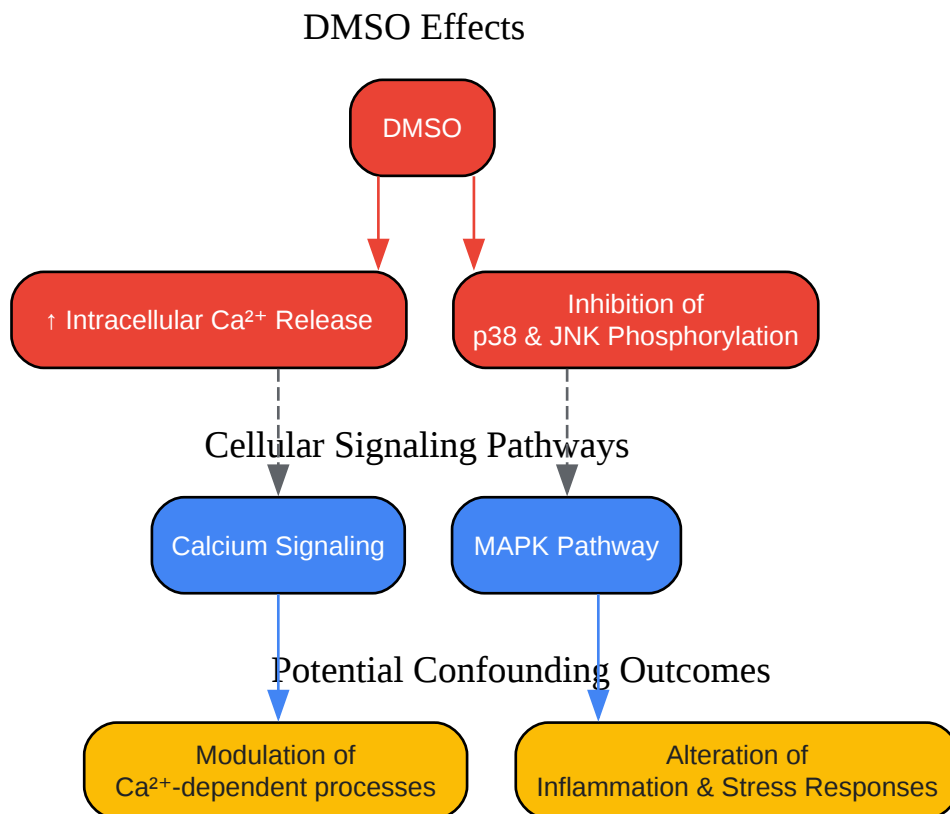 DMSO Effects
DMSO
↑ Intracellular Ca²⁺ Release
Inhibition of
p38 & JNK Phosphorylation
Cellular Signaling Pathways
Calcium Signaling
MAPK Pathway
Potential Confounding Outcomes
Modulation of
Ca²⁺-dependent processes
Alteration of
Inflammation & Stress Responses